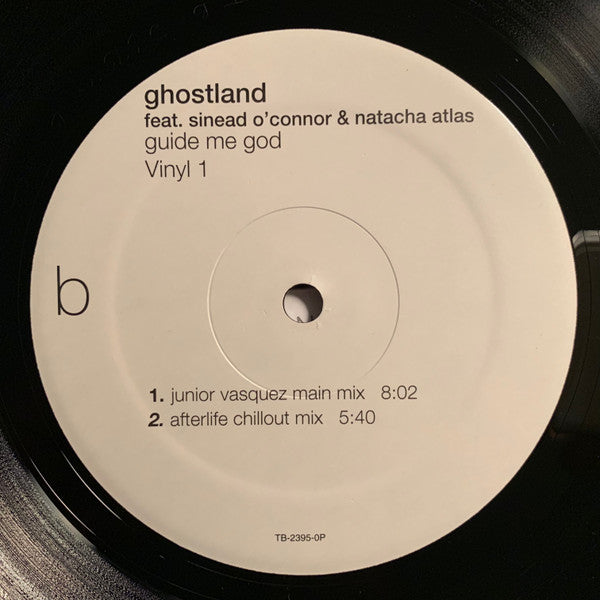 ghostland
feat. sinead o'connor & natacha atlas
guide me god
Vinyl 1
b
1. junior vasquez main mix 8:02
2. afterlife chillout mix 5:40
TB-2395-0P